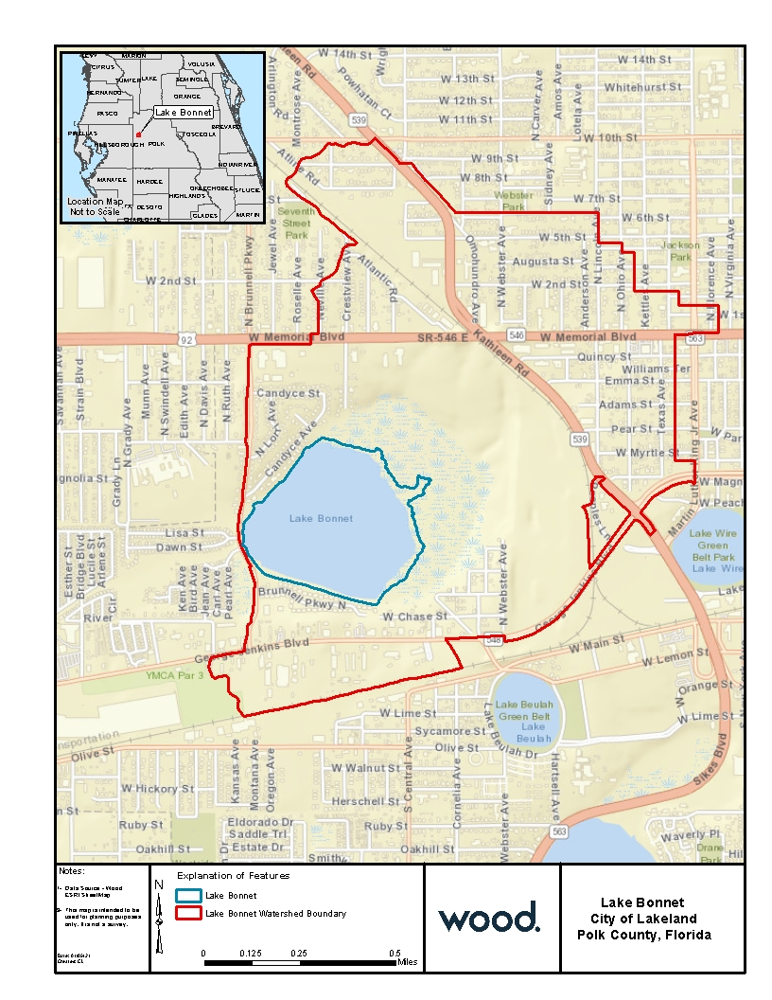 MARION
VOLUSIA
CITRUS
SUMTER
LAKE
SEMINOLE
HERNANDO
ORANGE
PASCO
Lake Bonnet
BREVARD
OSCEOLA
HILLSBOROUGH
POLK
INDIAN RIVER
MANATEE
HARDEE
OKEECHOBEE
HIGHLANDS
DESOTO
GLADES
MARTIN
CHARLOTTE
Location Map
Not to Scale
W 14th St
W 14th St
Powhatan Ct
W 13th St
Whitehurst St
W 12th St
W 11th St
Arlington
Rd
Montrose Ave
539
N Carver Ave
Amos Ave
Lotela Ave
W 10th St
W 9th St
W 8th St
Sidney Ave
Webster
Park
W 7th St
W 6th St
W 5th St
Seventh
Street
Park
Jewel Ave
N Brunnell Pkwy
Jackson
Park
Augusta St
W 2nd St
W 2nd St
Atlantic Rd
Roselle Ave
Crestview Ave
Omohundro Ave
N Webster Ave
Anderson Ave
N Lincoln Ave
N Ohio Ave
Kettles Ave
N Florence Ave
N Virginia Ave
92
W Memorial Blvd
SR-546 E
546
W Memorial Blvd
563
Kathleen Rd
Quincy St
Williams Ter
Emma St
Texas Ave
Adams St
Pear St
W Myrtle St
539
Savannah Ave
Strain Blvd
N Grady Ave
Munn Ave
N Swindell Ave
Edith Ave
N Davis Ave
N Ruth Ave
Candyce St
Candyce Ave
Grady Ln
Lake Bonnet
Lisa St
Dawn St
Lake Wire
Green
Belt Park
Lake Wire
Esther St
Bridge Blvd
Lucile St
Arlene St
Ken Ave
Bird Ave
Jean Ave
Carl Ave
Pearl Ave
River
Cir
Brunnell Pkwy N
W Chase St
N Webster Ave
548
George Jenkins Blvd
George Jenkins Blvd
YMCA Par 3
W Main St
W Lemon St
W Orange St
W Lime St
W Lime St
Lake Beulah
Green Belt
Lake
Beulah
Lake Beulah Dr
Sycamore St
Olive St
Olive St
Sikes Blvd
Kansas Ave
Montana Ave
Oregon Ave
W Walnut St
S Central Ave
Cornelia Ave
Hartsell Ave
Webster Ave
W Hickory St
Herschell St
Ruby St
Ruby St
Eldorado Dr
Saddle Trl
Estate Dr
Oakhill St
Oakhill St
563
Waverly Pl
Drane
Park
Notes:
1- Data Source - Wood
ESRI StreetMap
2- This map is intended to be
used for planning purposes
only. It is not a survey.
N
Explanation of Features
Lake Bonnet
Lake Bonnet Watershed Boundary
0 0.125 0.25 0.5
Miles
wood.
Lake Bonnet
City of Lakeland
Polk County, Florida